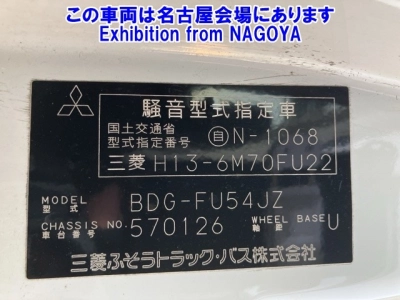 この車両は名古屋会場にあります
Exhibition from NAGOYA
騒音型式指定車
国土交通省
型式指定番号 自N-1068
三菱 H13-6M70FU22
MODEL
型式 BDG-FU54JZ
CHASSIS NO.
車台番号 570126 WHEEL BASE
軸距 U
三菱ふそうトラック・バス株式会社